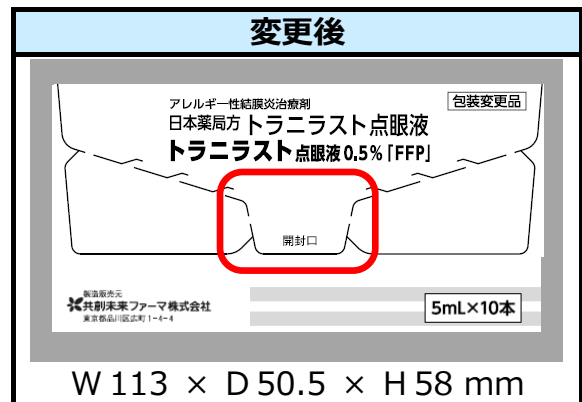 変更後
アレルギー性結膜炎治療剤
包装変更品
日本薬局方 トラニラスト点眼液
トラニラスト点眼液0.5%「FFP」
開封口
製造販売元
共創未来ファーマ株式会社
東京都品川区広町1-4-4
5mL×10本
W 113 × D 50.5 × H 58 mm